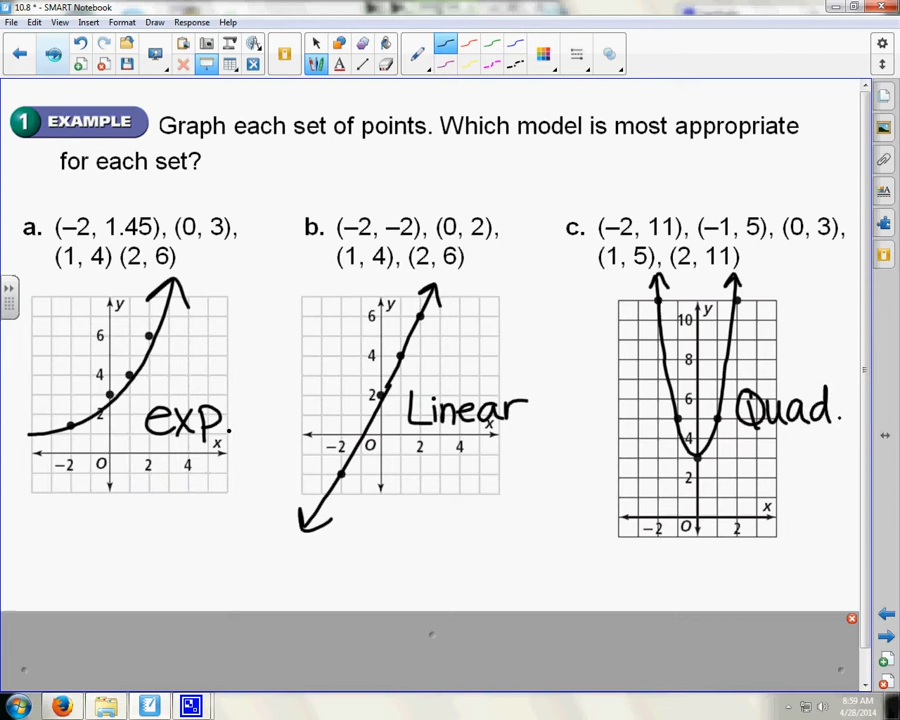 10.8 * - SMART Notebook
File Edit View Insert Format Draw Response Help
1 EXAMPLE Graph each set of points. Which model is most appropriate
for each set?
a. (–2, 1.45), (0, 3),
(1, 4) (2, 6)
b. (–2, –2), (0, 2),
(1, 4), (2, 6)
c. (–2, 11), (–1, 5), (0, 3),
(1, 5), (2, 11)
y
6
4
2
exp.
x
–2 O 2 4
y
6
4
2
Linear
x
–2 O 2 4
y
10
8
6
Quad.
4
2
x
–2 O 2
8:59 AM
4/28/2014